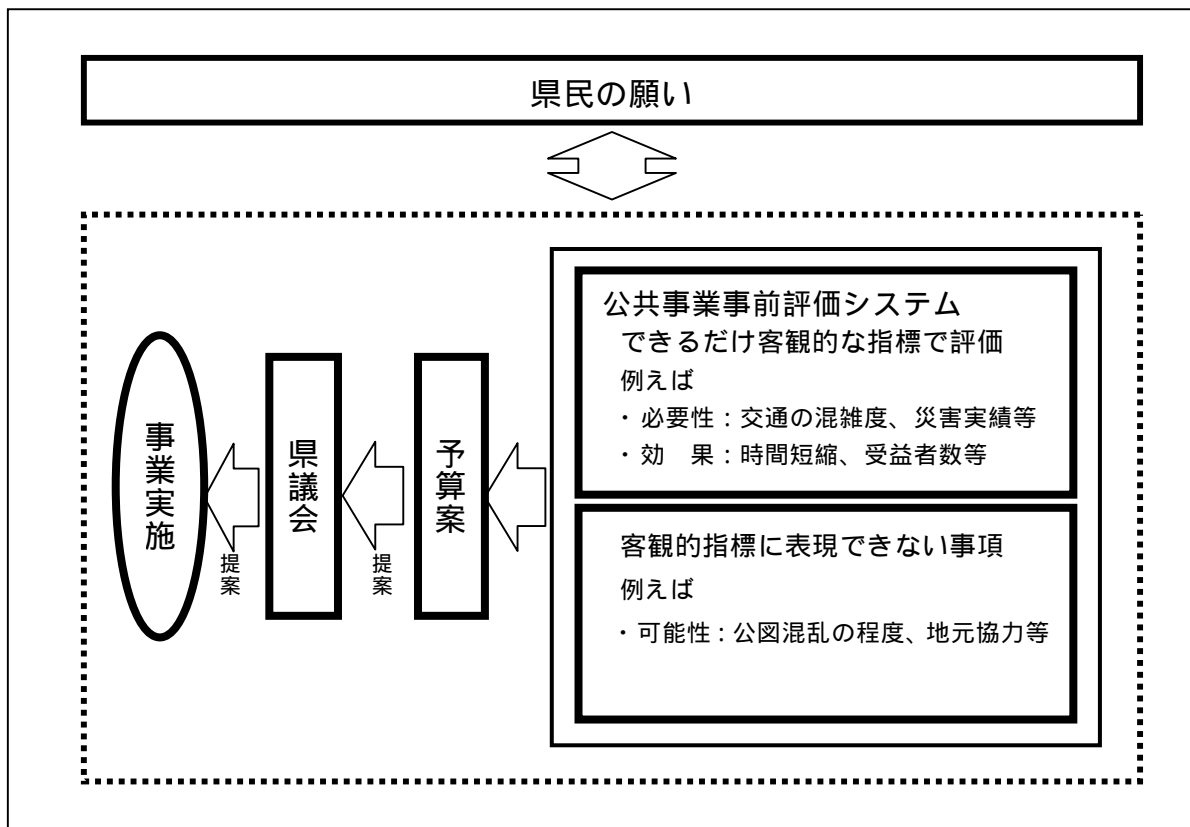 県民の願い
公共事業事前評価システム
できるだけ客観的な指標で評価
例えば
・必要性：交通の混雑度、災害実績等
・効　果：時間短縮、受益者数等
客観的指標に表現できない事項
例えば
・可能性：公図混乱の程度、地元協力等
予算案
提案
県議会
提案
事業実施